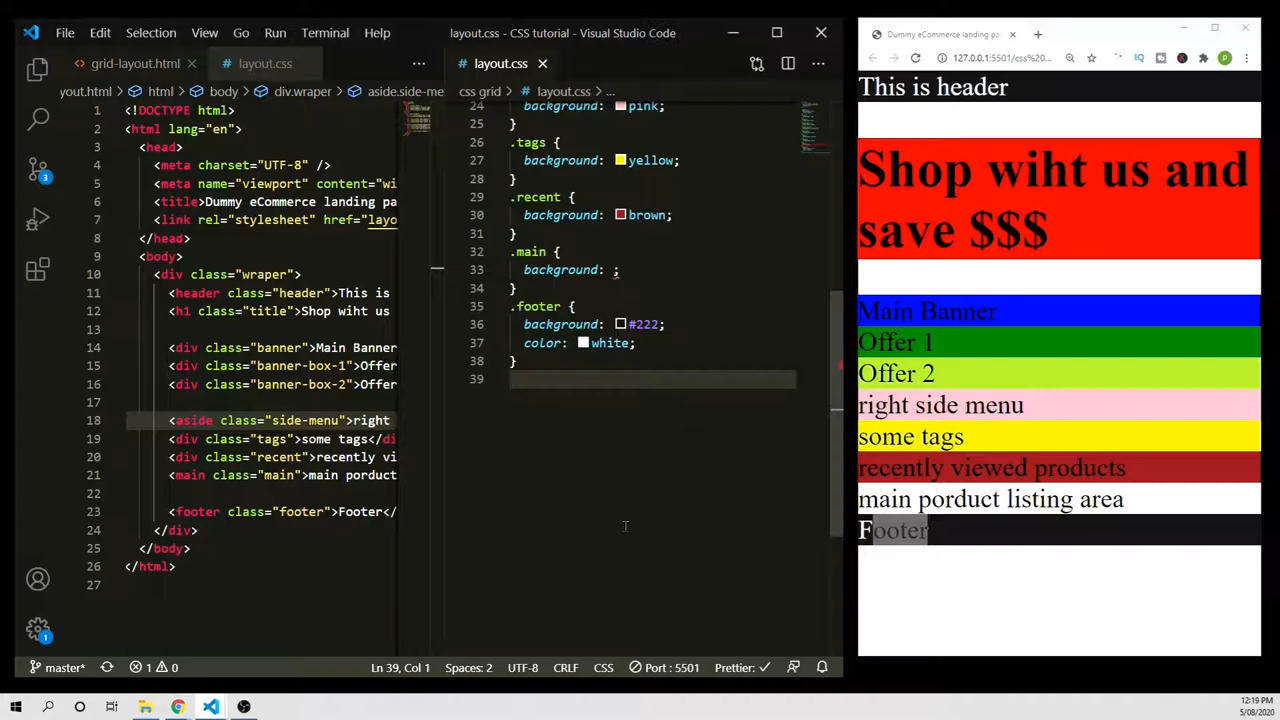 File Edit Selection View Go Run Terminal layout.css - rial - Visual Studio Code
grid-layout.html layout.css
yout.html html body div.wraper aside.side-me
1 <!DOCTYPE html>
2 <html lang="en">
3 <head>
4 <meta charset="UTF-8" />
5 <meta name="viewport" content="wi
6 <title>Dummy eCommerce landing pa
7 <link rel="stylesheet" href="layo
8 </head>
9 <body>
10 <div class="wraper">
11 <header class="header">This is
12 <h1 class="title">Shop wiht us
13
14 <div class="banner">Main Banner
15 <div class="banner-box-1">Offer
16 <div class="banner-box-2">Offer
17
18 <aside class="side-menu">right
19 <div class="tags">some tags</di
20 <div class="recent">recently vi
21 <main class="main">main porduct
22
23 <footer class="footer">Footer</
24 </div>
25 </body>
26 </html>
27
layout.css
css grid layout.css ...
24 background: pink;
25 }
26 .tags {
27 background: yellow;
28 }
29 .recent {
30 background: brown;
31 }
32 .main {
33 background: ;
34 }
35 .footer {
36 background: #222;
37 color: white;
38 }
39
3
1
master* 1 0 Ln 39, Col 1 Spaces: 2 UTF-8 CRLF CSS Port : 5501 Prettier:
Dummy eCommerce landing pa
127.0.0.1:5501/css%20... P
This is header
Shop wiht us and
save $$$
Main Banner
Offer 1
Offer 2
right side menu
some tags
recently viewed products
main porduct listing area
Footer
12:19 PM
5/08/2020